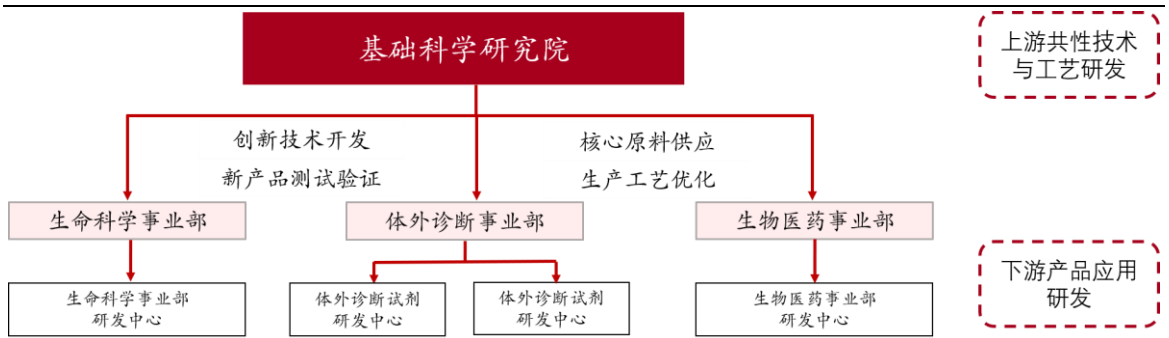 基础科学研究院
上游共性技术
与工艺研发
创新技术开发
核心原料供应
新产品测试验证
生产工艺优化
生命科学事业部
体外诊断事业部
生物医药事业部
下游产品应用
研发
生命科学事业部
研发中心
体外诊断试剂
研发中心
体外诊断试剂
研发中心
生物医药事业部
研发中心